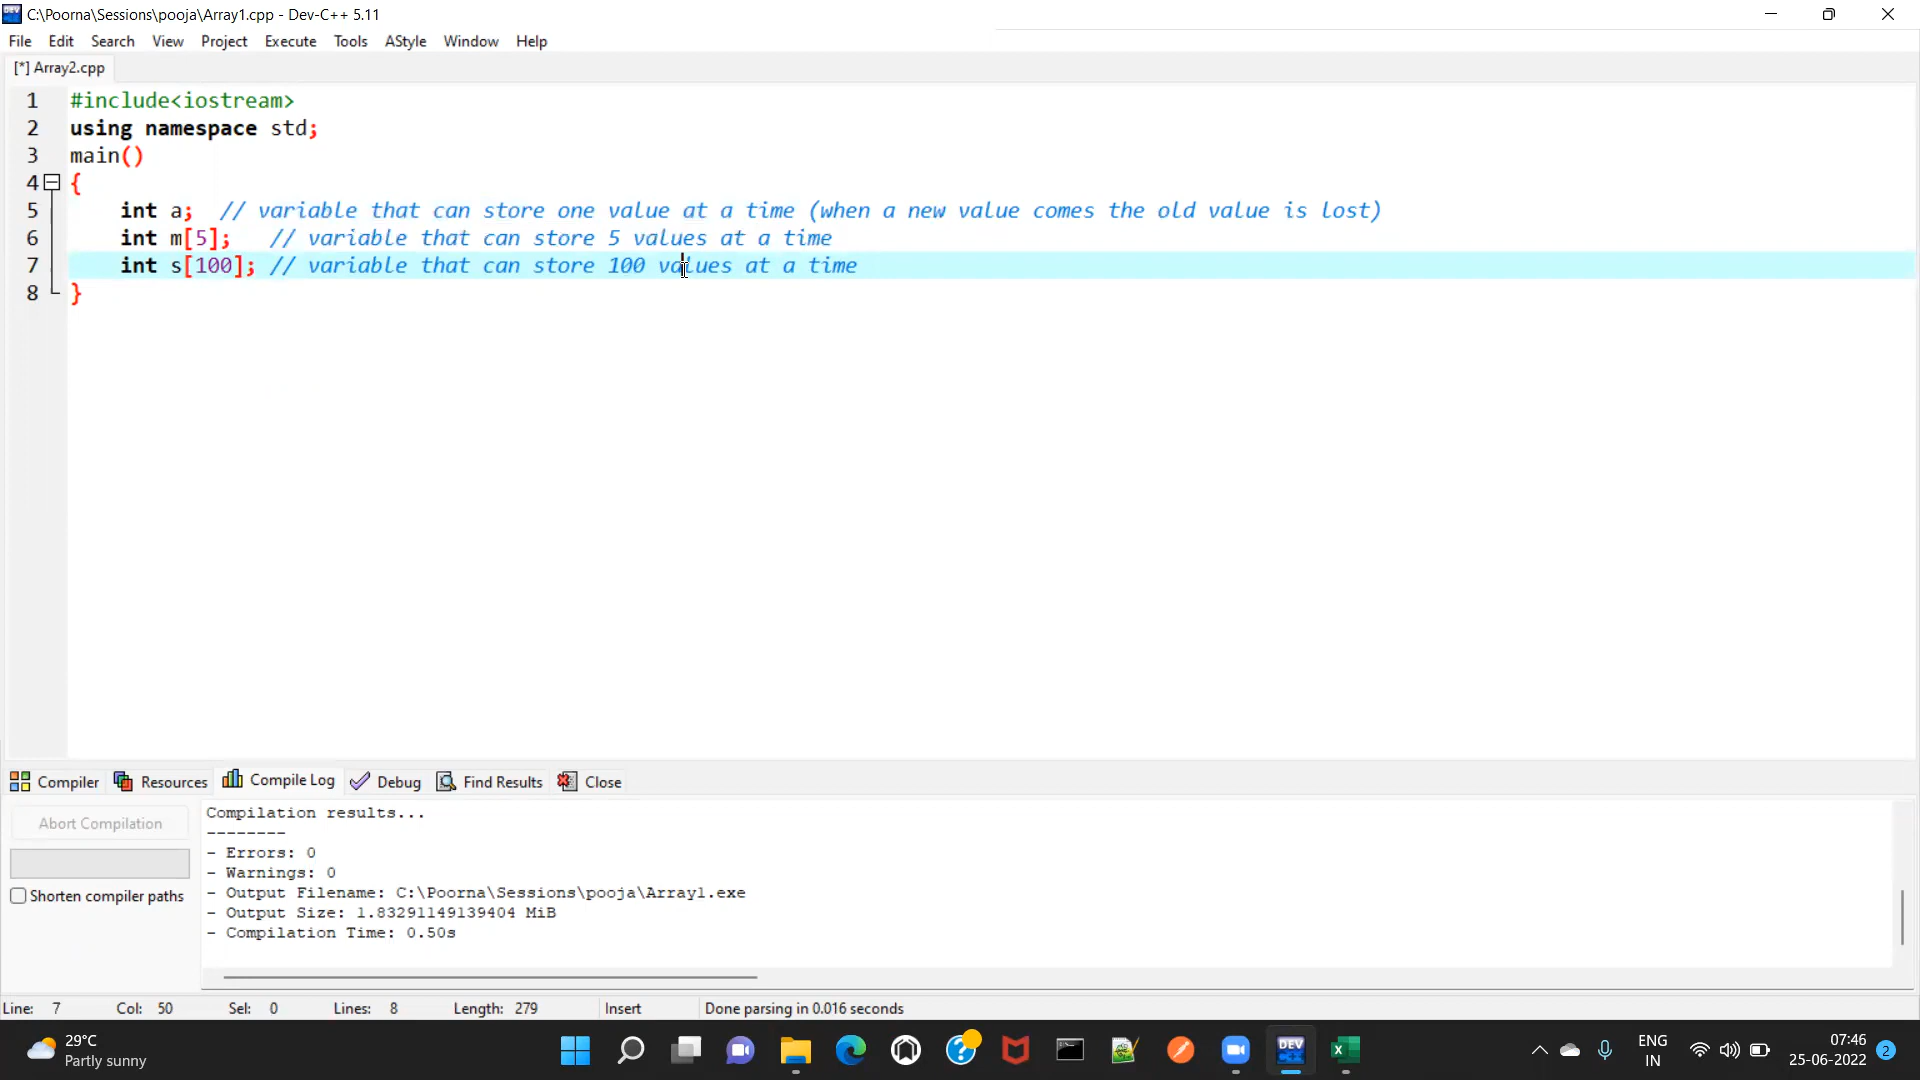 C:\Poorna\Sessions\pooja\Array1.cpp - Dev-C++ 5.11
File Edit Search View Project Execute Tools AStyle Window Help
[*] Array2.cpp
1 #include<iostream>
2 using namespace std;
3 main()
4 {
5 int a; // variable that can store one value at a time (when a new value comes the old value is lost)
6 int m[5]; // variable that can store 5 values at a time
7 int s[100]; // variable that can store 100 values at a time
8 }
Compiler Resources Compile Log Debug Find Results Close
Abort Compilation
Shorten compiler paths
Compilation results...
--------
- Errors: 0
- Warnings: 0
- Output Filename: C:\Poorna\Sessions\pooja\Array1.exe
- Output Size: 1.83291149139404 MiB
- Compilation Time: 0.50s
Line: 7 Col: 50 Sel: 0 Lines: 8 Length: 279 Insert Done parsing in 0.016 seconds
29°C
Partly sunny
DEV
ENG
IN
07:46
25-06-2022
2